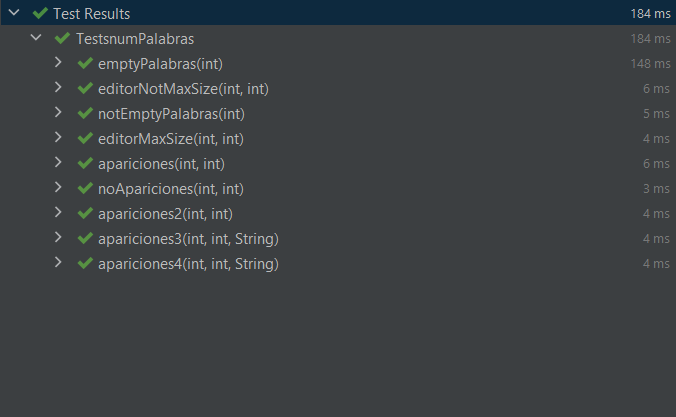 Test Results 184 ms
TestsnumPalabras 184 ms
emptyPalabras(int) 148 ms
editorNotMaxSize(int, int) 6 ms
notEmptyPalabras(int) 5 ms
editorMaxSize(int, int) 4 ms
apariciones(int, int) 6 ms
noApariciones(int, int) 3 ms
apariciones2(int, int) 4 ms
apariciones3(int, int, String) 4 ms
apariciones4(int, int, String) 4 ms